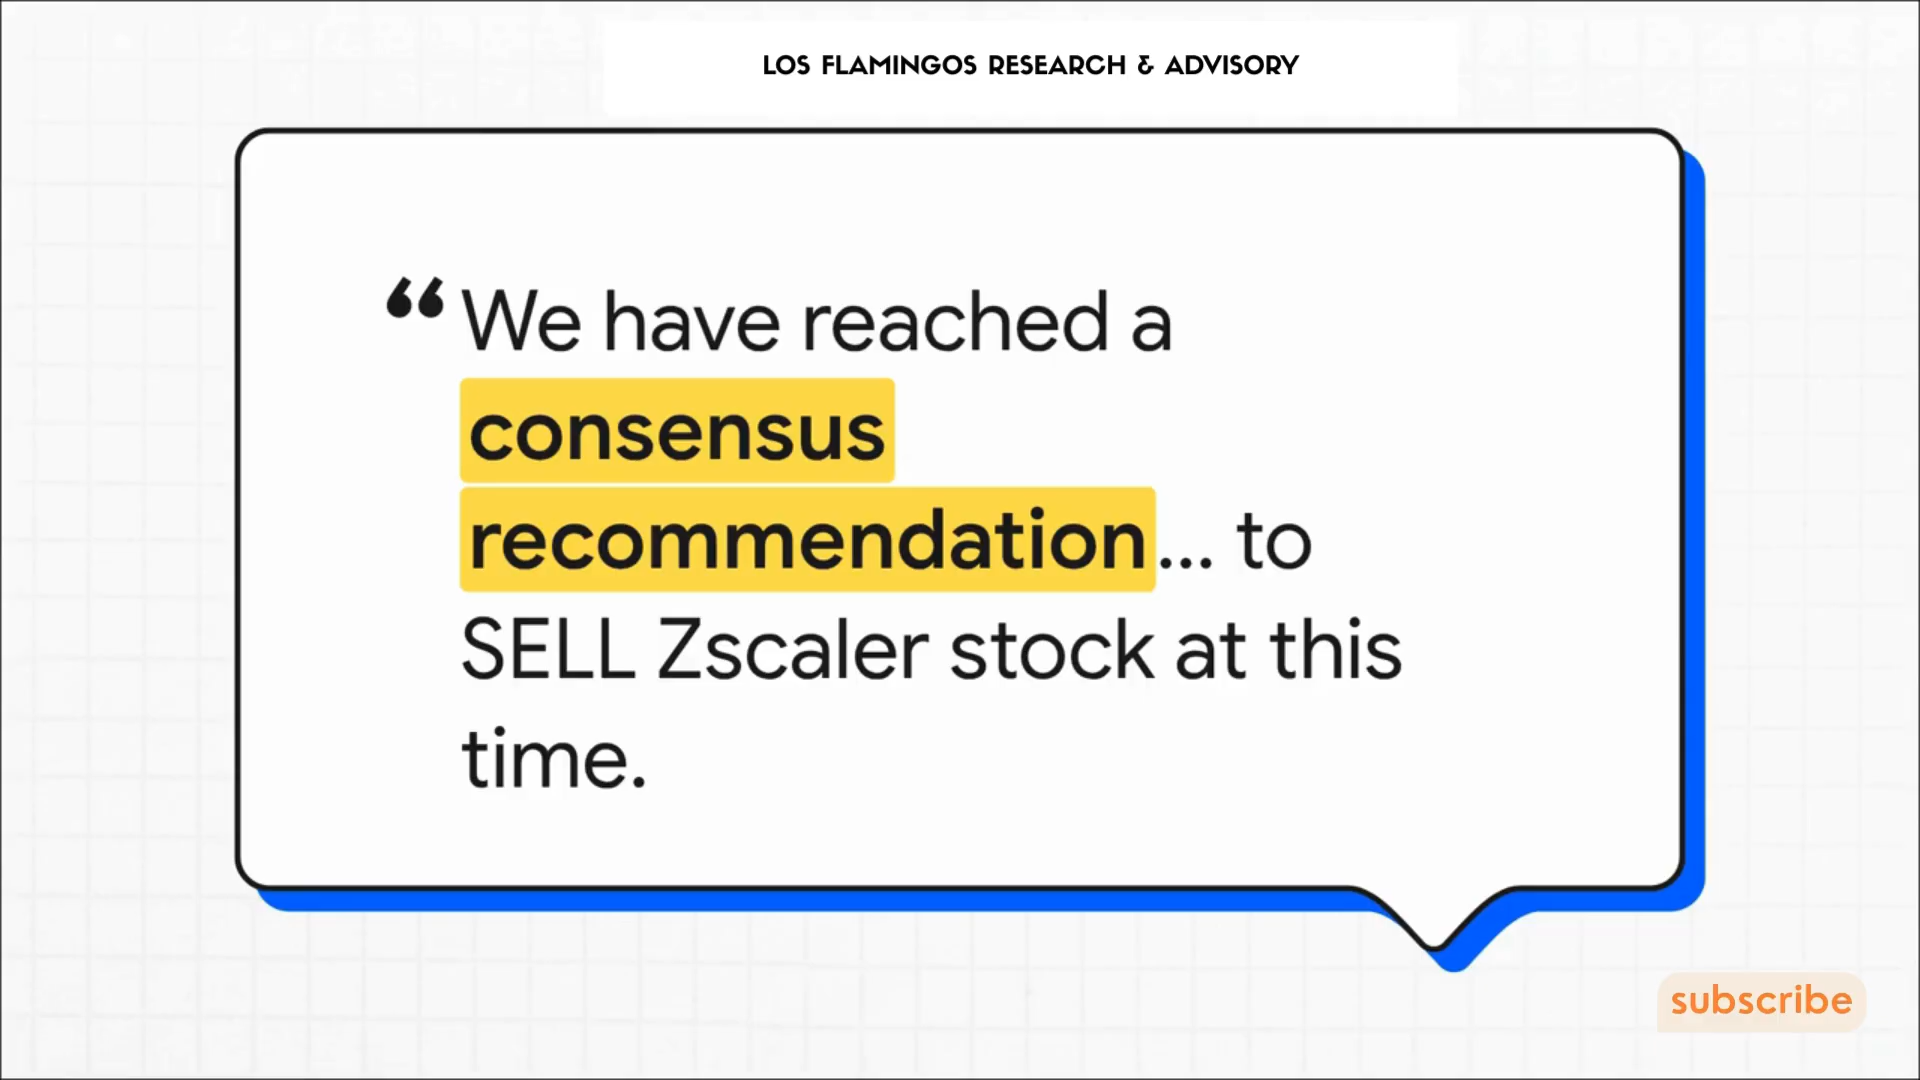 LOS FLAMINGOS RESEARCH & ADVISORY
“We have reached a
consensus
recommendation... to
SELL Zscaler stock at this
time.
subscribe